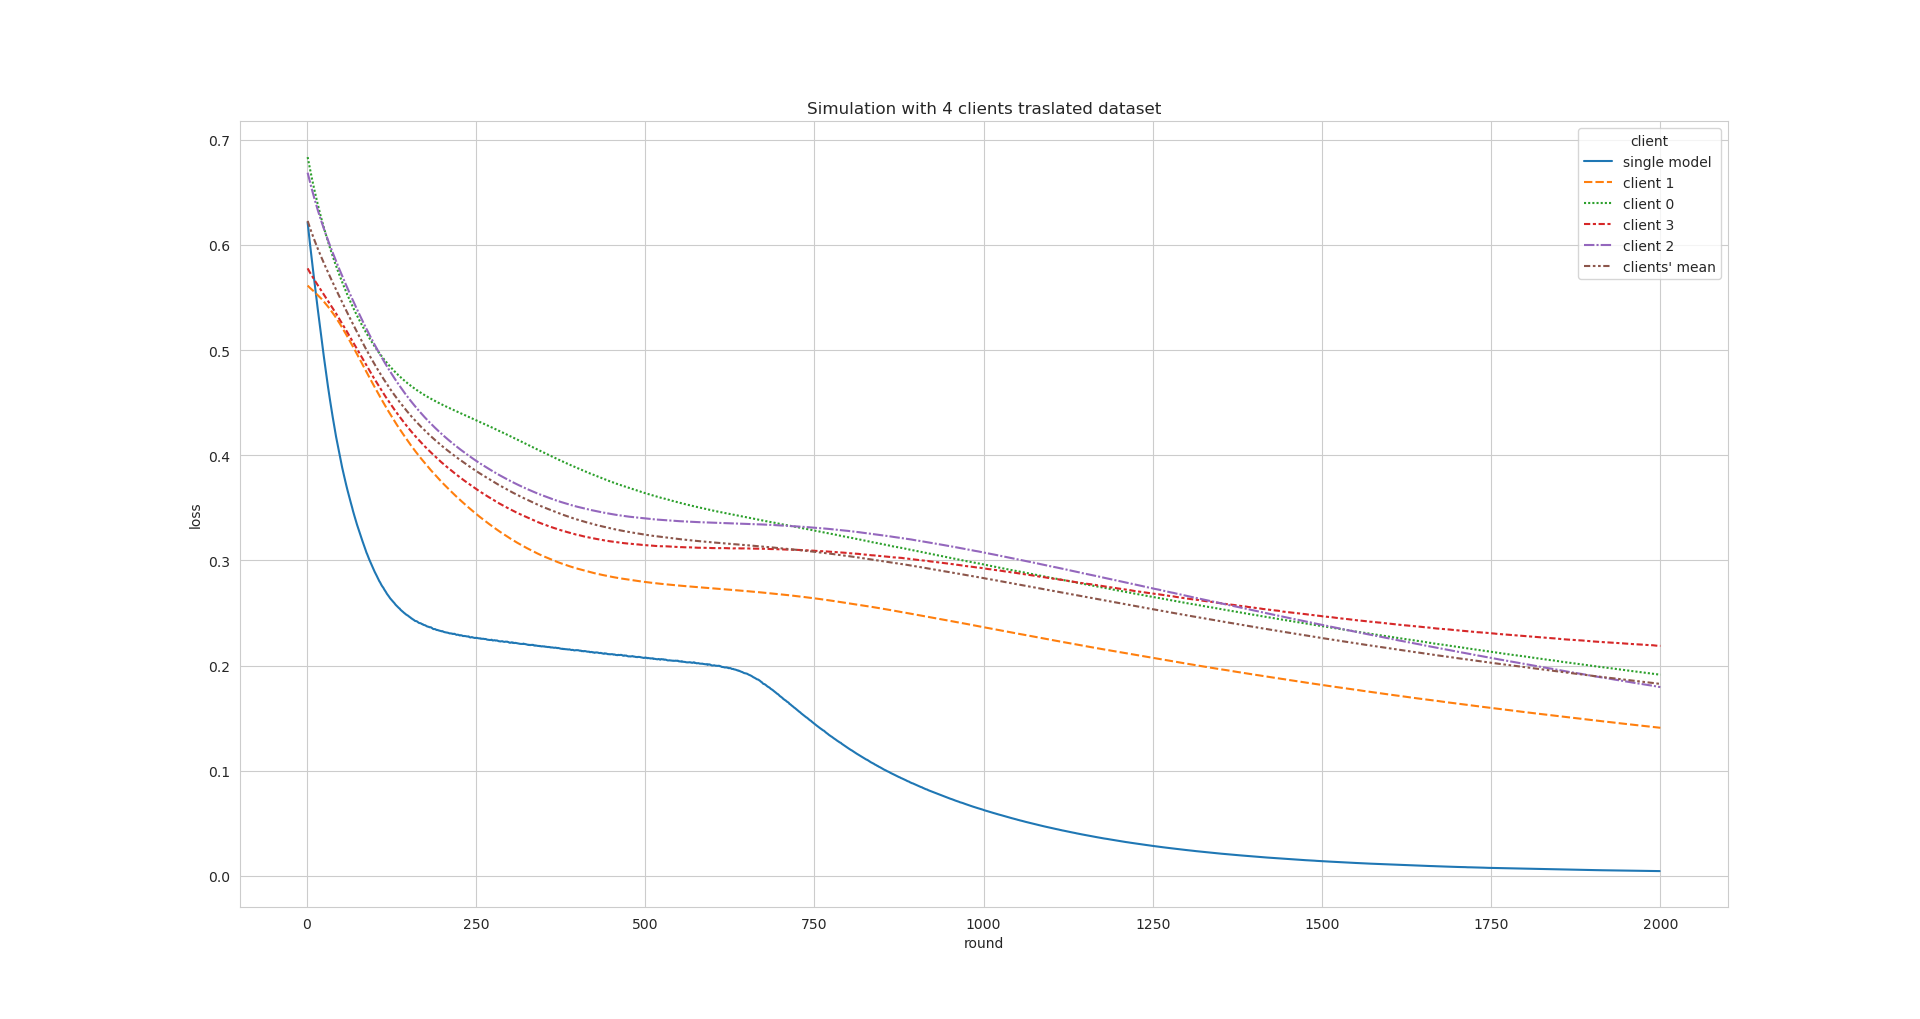 Simulation with 4 clients traslated dataset
client
single model
client 1
client 0
client 3
client 2
clients' mean
loss
0.7
0.6
0.5
0.4
0.3
0.2
0.1
0.0
0 250 500 750 1000 1250 1500 1750 2000
round